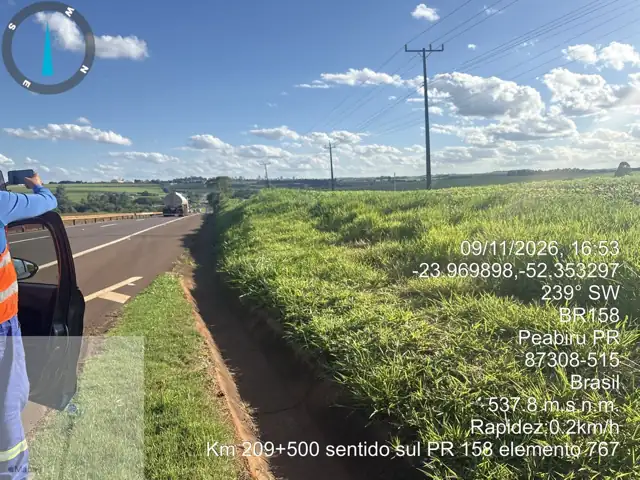 S W N E
09/11/2026, 16:53
-23.969898,-52.353297
239° SW
BR158
Peabiru PR
87308-515
Brasil
537.8 m.s.n.m.
Rapidez:0.2km/h
Km 209+500 sentido sul PR 158 elemento 767